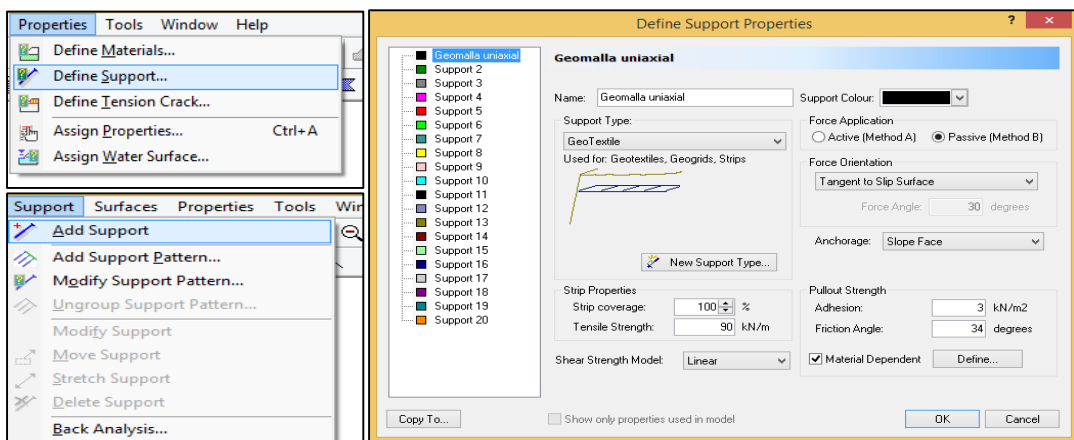 Properties Tools Window Help
Define Materials...
Define Support...
Define Tension Crack...
Assign Properties... Ctrl+A
Assign Water Surface...
Support Surfaces Properties Tools Win
Add Support
Add Support Pattern...
Modify Support Pattern...
Ungroup Support Pattern...
Modify Support
Move Support
Stretch Support
Delete Support
Back Analysis...
Define Support Properties ? ×
Geomalla uniaxial
Support 2
Support 3
Support 4
Support 5
Support 6
Support 7
Support 8
Support 9
Support 10
Support 11
Support 12
Support 13
Support 14
Support 15
Support 16
Support 17
Support 18
Support 19
Support 20
Geomalla uniaxial
Name: Geomalla uniaxial Support Colour:
Support Type:
GeoTextile
Used for: Geotextiles, Geogrids, Strips
New Support Type...
Force Application
Active (Method A) Passive (Method B)
Force Orientation
Tangent to Slip Surface
Force Angle: 30 degrees
Anchorage: Slope Face
Strip Properties
Strip coverage: 100 %
Tensile Strength: 90 kN/m
Pullout Strength
Adhesion: 3 kN/m2
Friction Angle: 34 degrees
Material Dependent Define...
Shear Strength Model: Linear
Copy To... Show only properties used in model OK Cancel